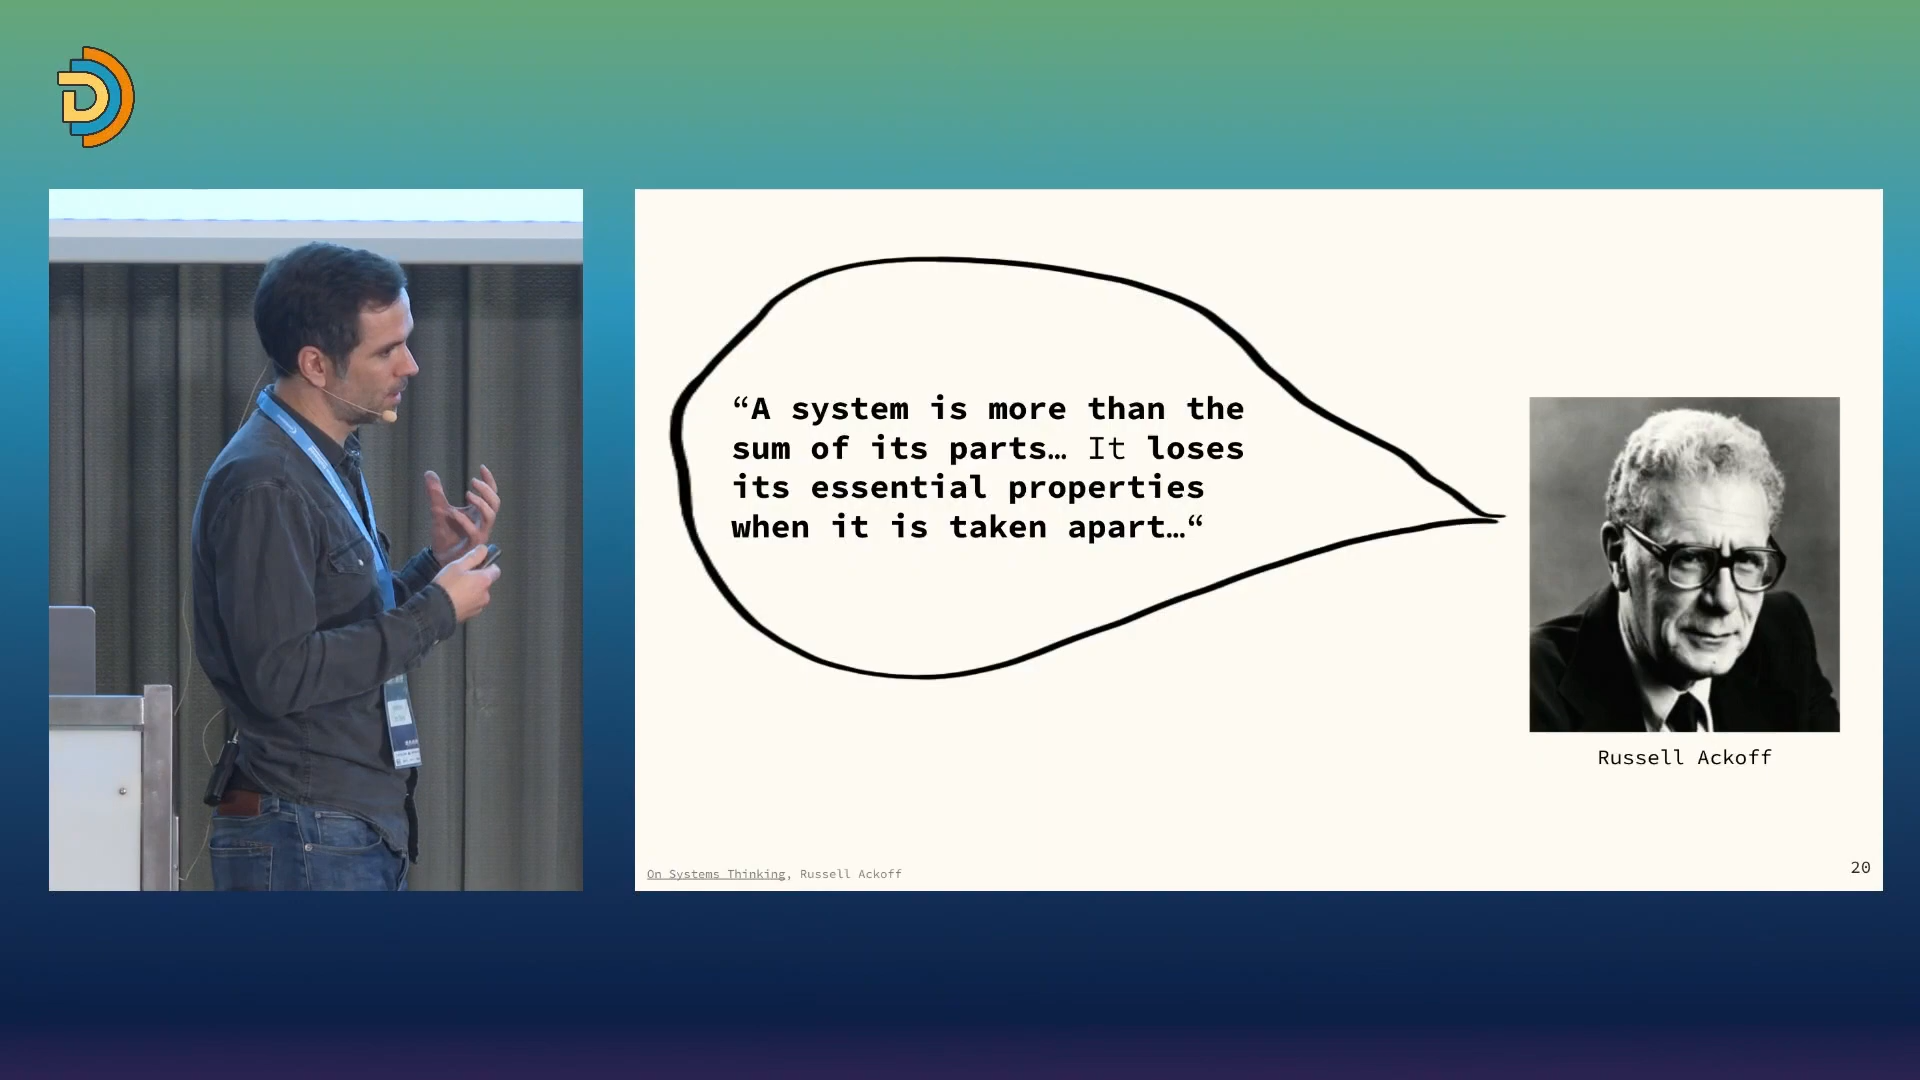 “A system is more than the
sum of its parts… It loses
its essential properties
when it is taken apart…“
Russell Ackoff
On Systems Thinking, Russell Ackoff
20